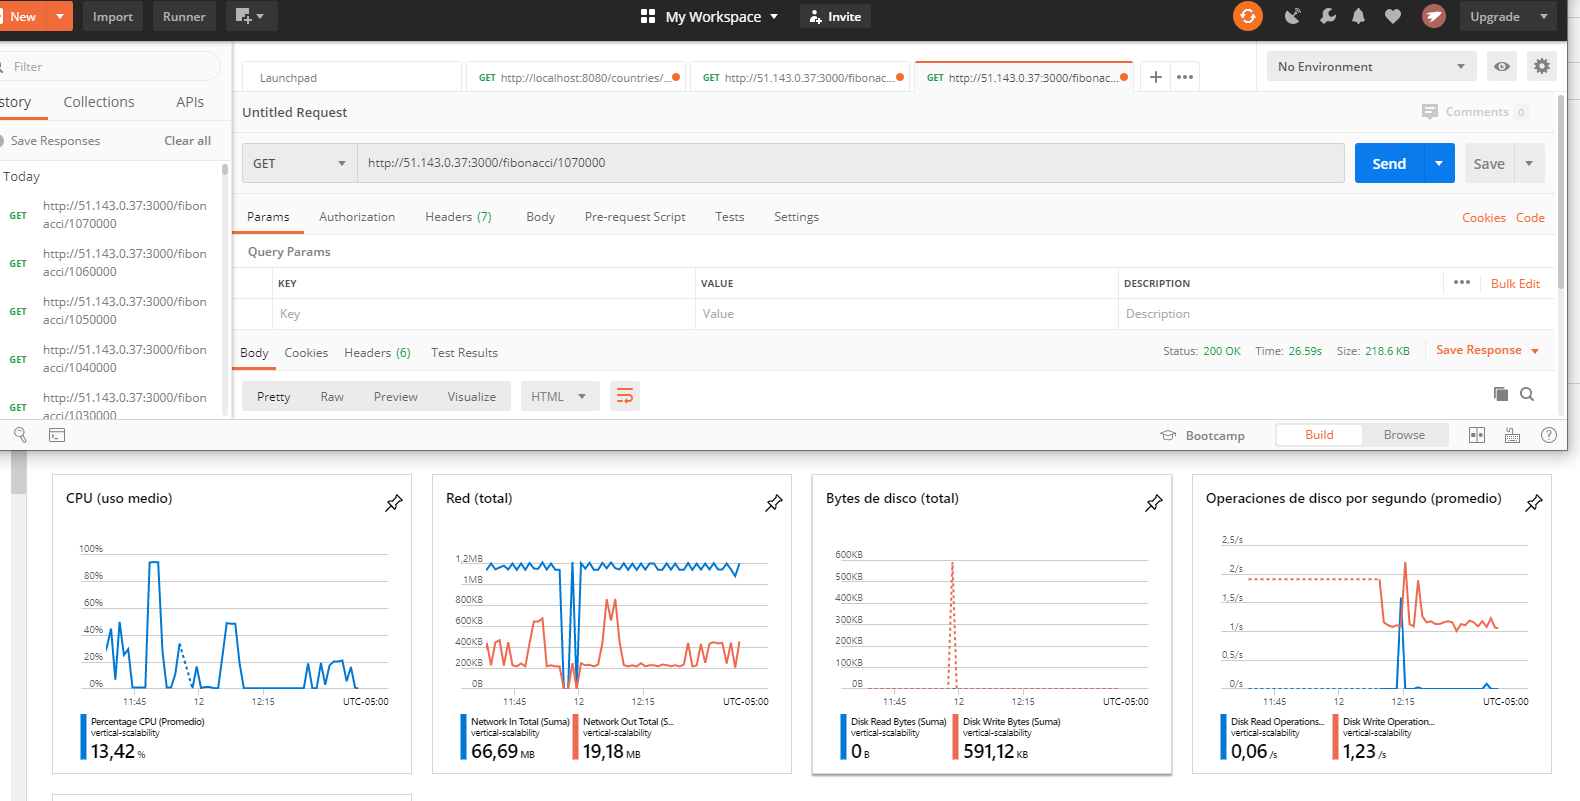 New
Import
Runner
My Workspace
Invite
Upgrade
Filter
Launchpad
GET http://localhost:8080/countries/...
GET http://51.143.0.37:3000/fibonac...
GET http://51.143.0.37:3000/fibonac...
No Environment
story
Collections
APIs
Untitled Request
Comments 0
Save Responses
Clear all
GET
http://51.143.0.37:3000/fibonacci/1070000
Send
Save
Today
GET
http://51.143.0.37:3000/fibon
acci/1070000
GET
http://51.143.0.37:3000/fibon
acci/1060000
GET
http://51.143.0.37:3000/fibon
acci/1050000
GET
http://51.143.0.37:3000/fibon
acci/1040000
GET
http://51.143.0.37:3000/fibon
acci/1030000
Params
Authorization
Headers (7)
Body
Pre-request Script
Tests
Settings
Cookies
Code
Query Params
KEY
VALUE
DESCRIPTION
Bulk Edit
Key
Value
Description
Body
Cookies
Headers (6)
Test Results
Status: 200 OK
Time: 26.59s
Size: 218.6 KB
Save Response
Pretty
Raw
Preview
Visualize
HTML
Bootcamp
Build
Browse
CPU (uso medio)
100%
80%
60%
40%
20%
0%
11:45
12
12:15
UTC-05:00
Percentage CPU (Promedio)
vertical-scalability
13,42 %
Red (total)
1,2MB
1MB
800KB
600KB
400KB
200KB
0B
11:45
12
12:15
UTC-05:00
Network In Total (Suma)
vertical-scalability
66,69 MB
Network Out Total (S...
vertical-scalability
19,18 MB
Bytes de disco (total)
600KB
500KB
400KB
300KB
200KB
100KB
0B
11:45
12
12:15
UTC-05:00
Disk Read Bytes (Suma)
vertical-scalability
0 B
Disk Write Bytes (Suma)
vertical-scalability
591,12 KB
Operaciones de disco por segundo (promedio)
2,5/s
2/s
1,5/s
1/s
0,5/s
0/s
11:45
12
12:15
UTC-05:00
Disk Read Operations...
vertical-scalability
0,06 /s
Disk Write Operation...
vertical-scalability
1,23 /s